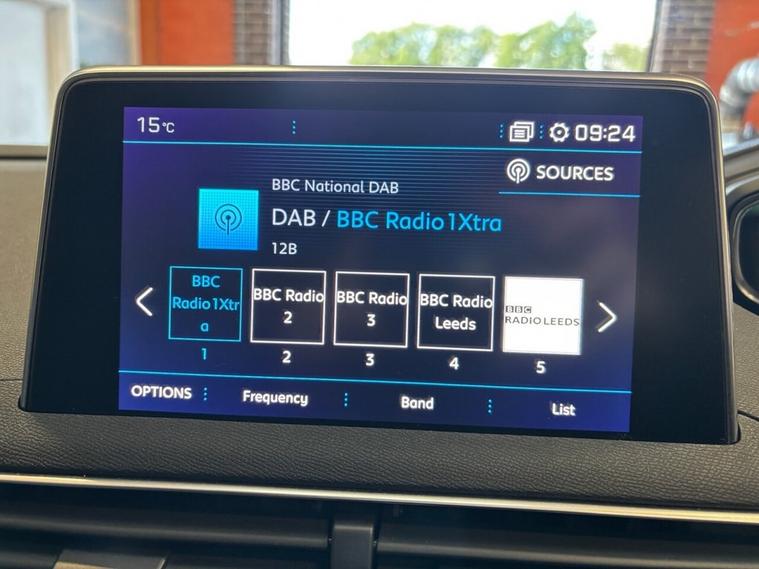 15°C
09:24
SOURCES
BBC National DAB
DAB / BBC Radio 1Xtra
12B
BBC
Radio 1Xtr
a
BBC Radio
2
BBC Radio
3
BBC Radio
Leeds
BBC
RADIO LEEDS
1
2
3
4
5
OPTIONS
Frequency
Band
List